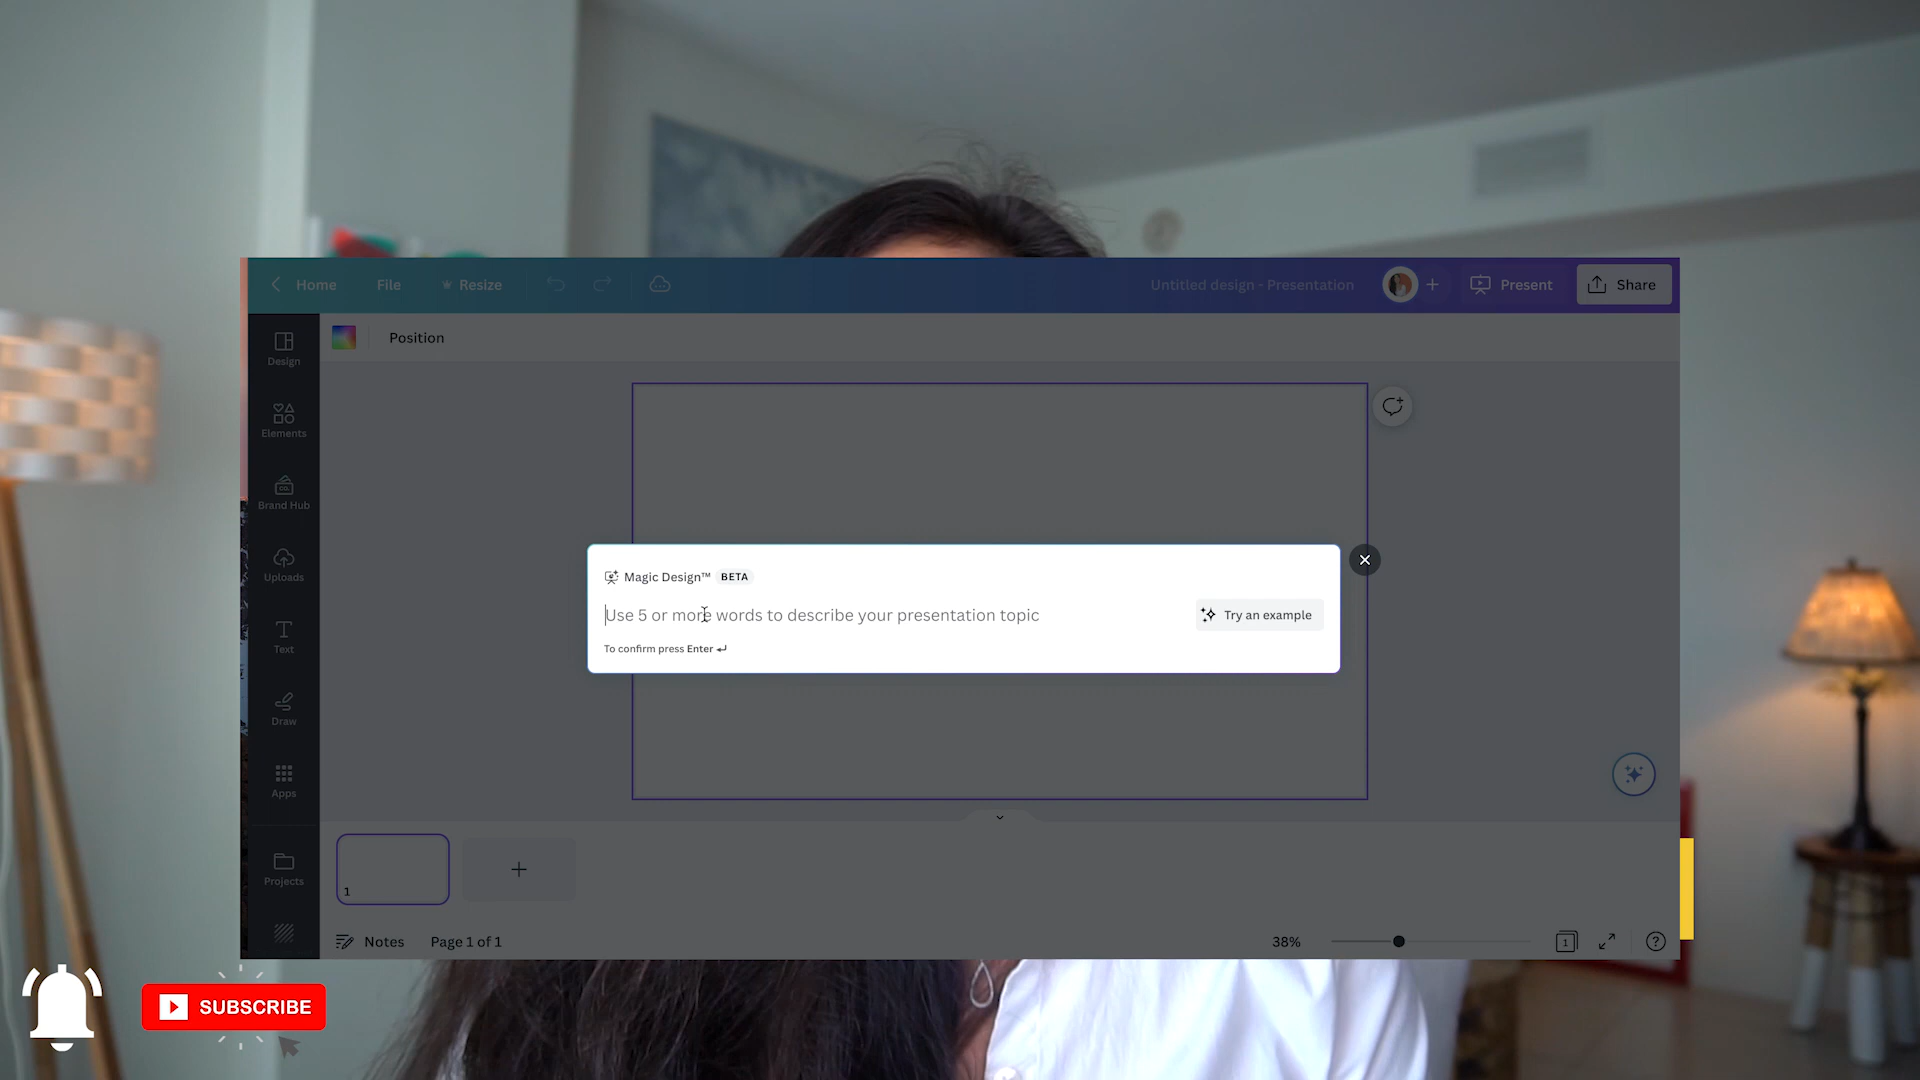 Home File Resize Untitled design - Presentation Present Share
Position
Design
Elements
CO.
Brand Hub
Uploads
Text
Draw
Apps
Projects
Magic Design™ BETA
Use 5 or more words to describe your presentation topic
Try an example
To confirm press Enter
1
Notes Page 1 of 1 38% 1 ?
SUBSCRIBE